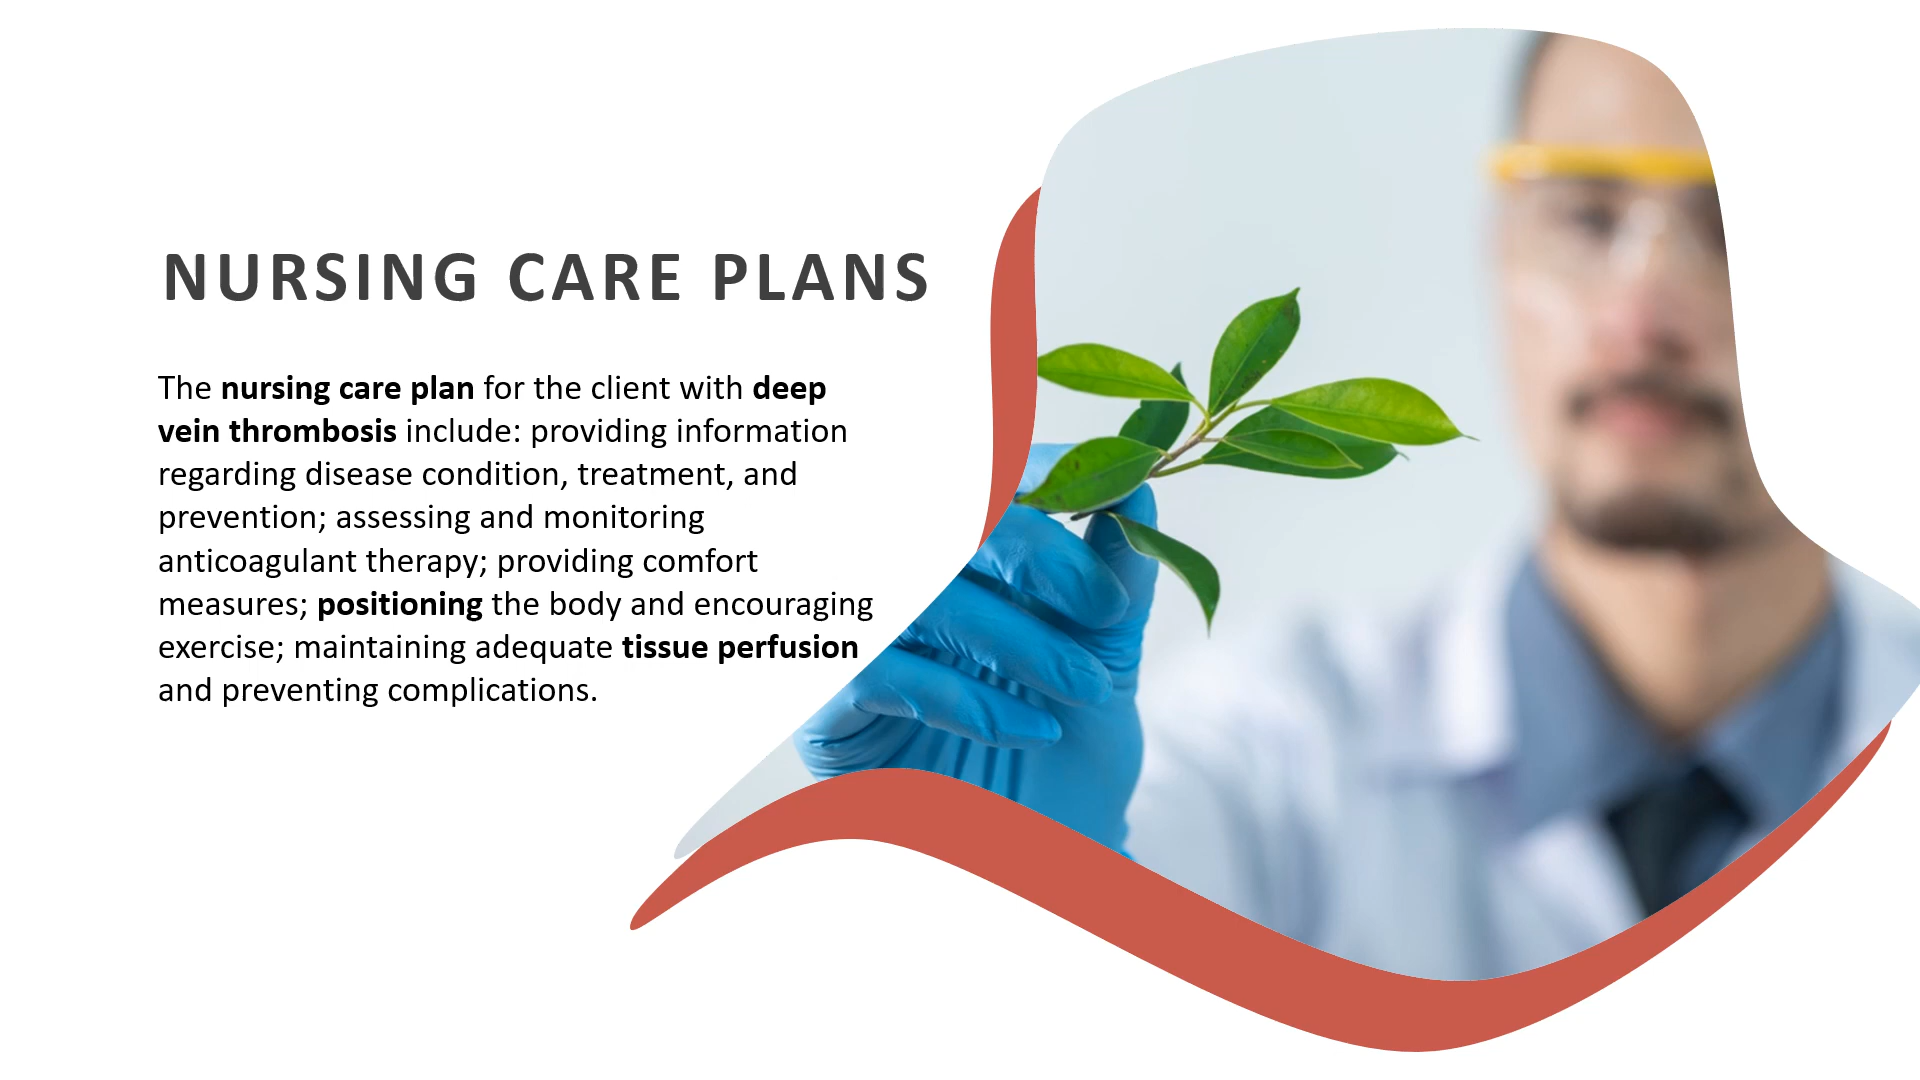 NURSING CARE PLANS
The nursing care plan for the client with deep
vein thrombosis include: providing information
regarding disease condition, treatment, and
prevention; assessing and monitoring
anticoagulant therapy; providing comfort
measures; positioning the body and encouraging
exercise; maintaining adequate tissue perfusion
and preventing complications.